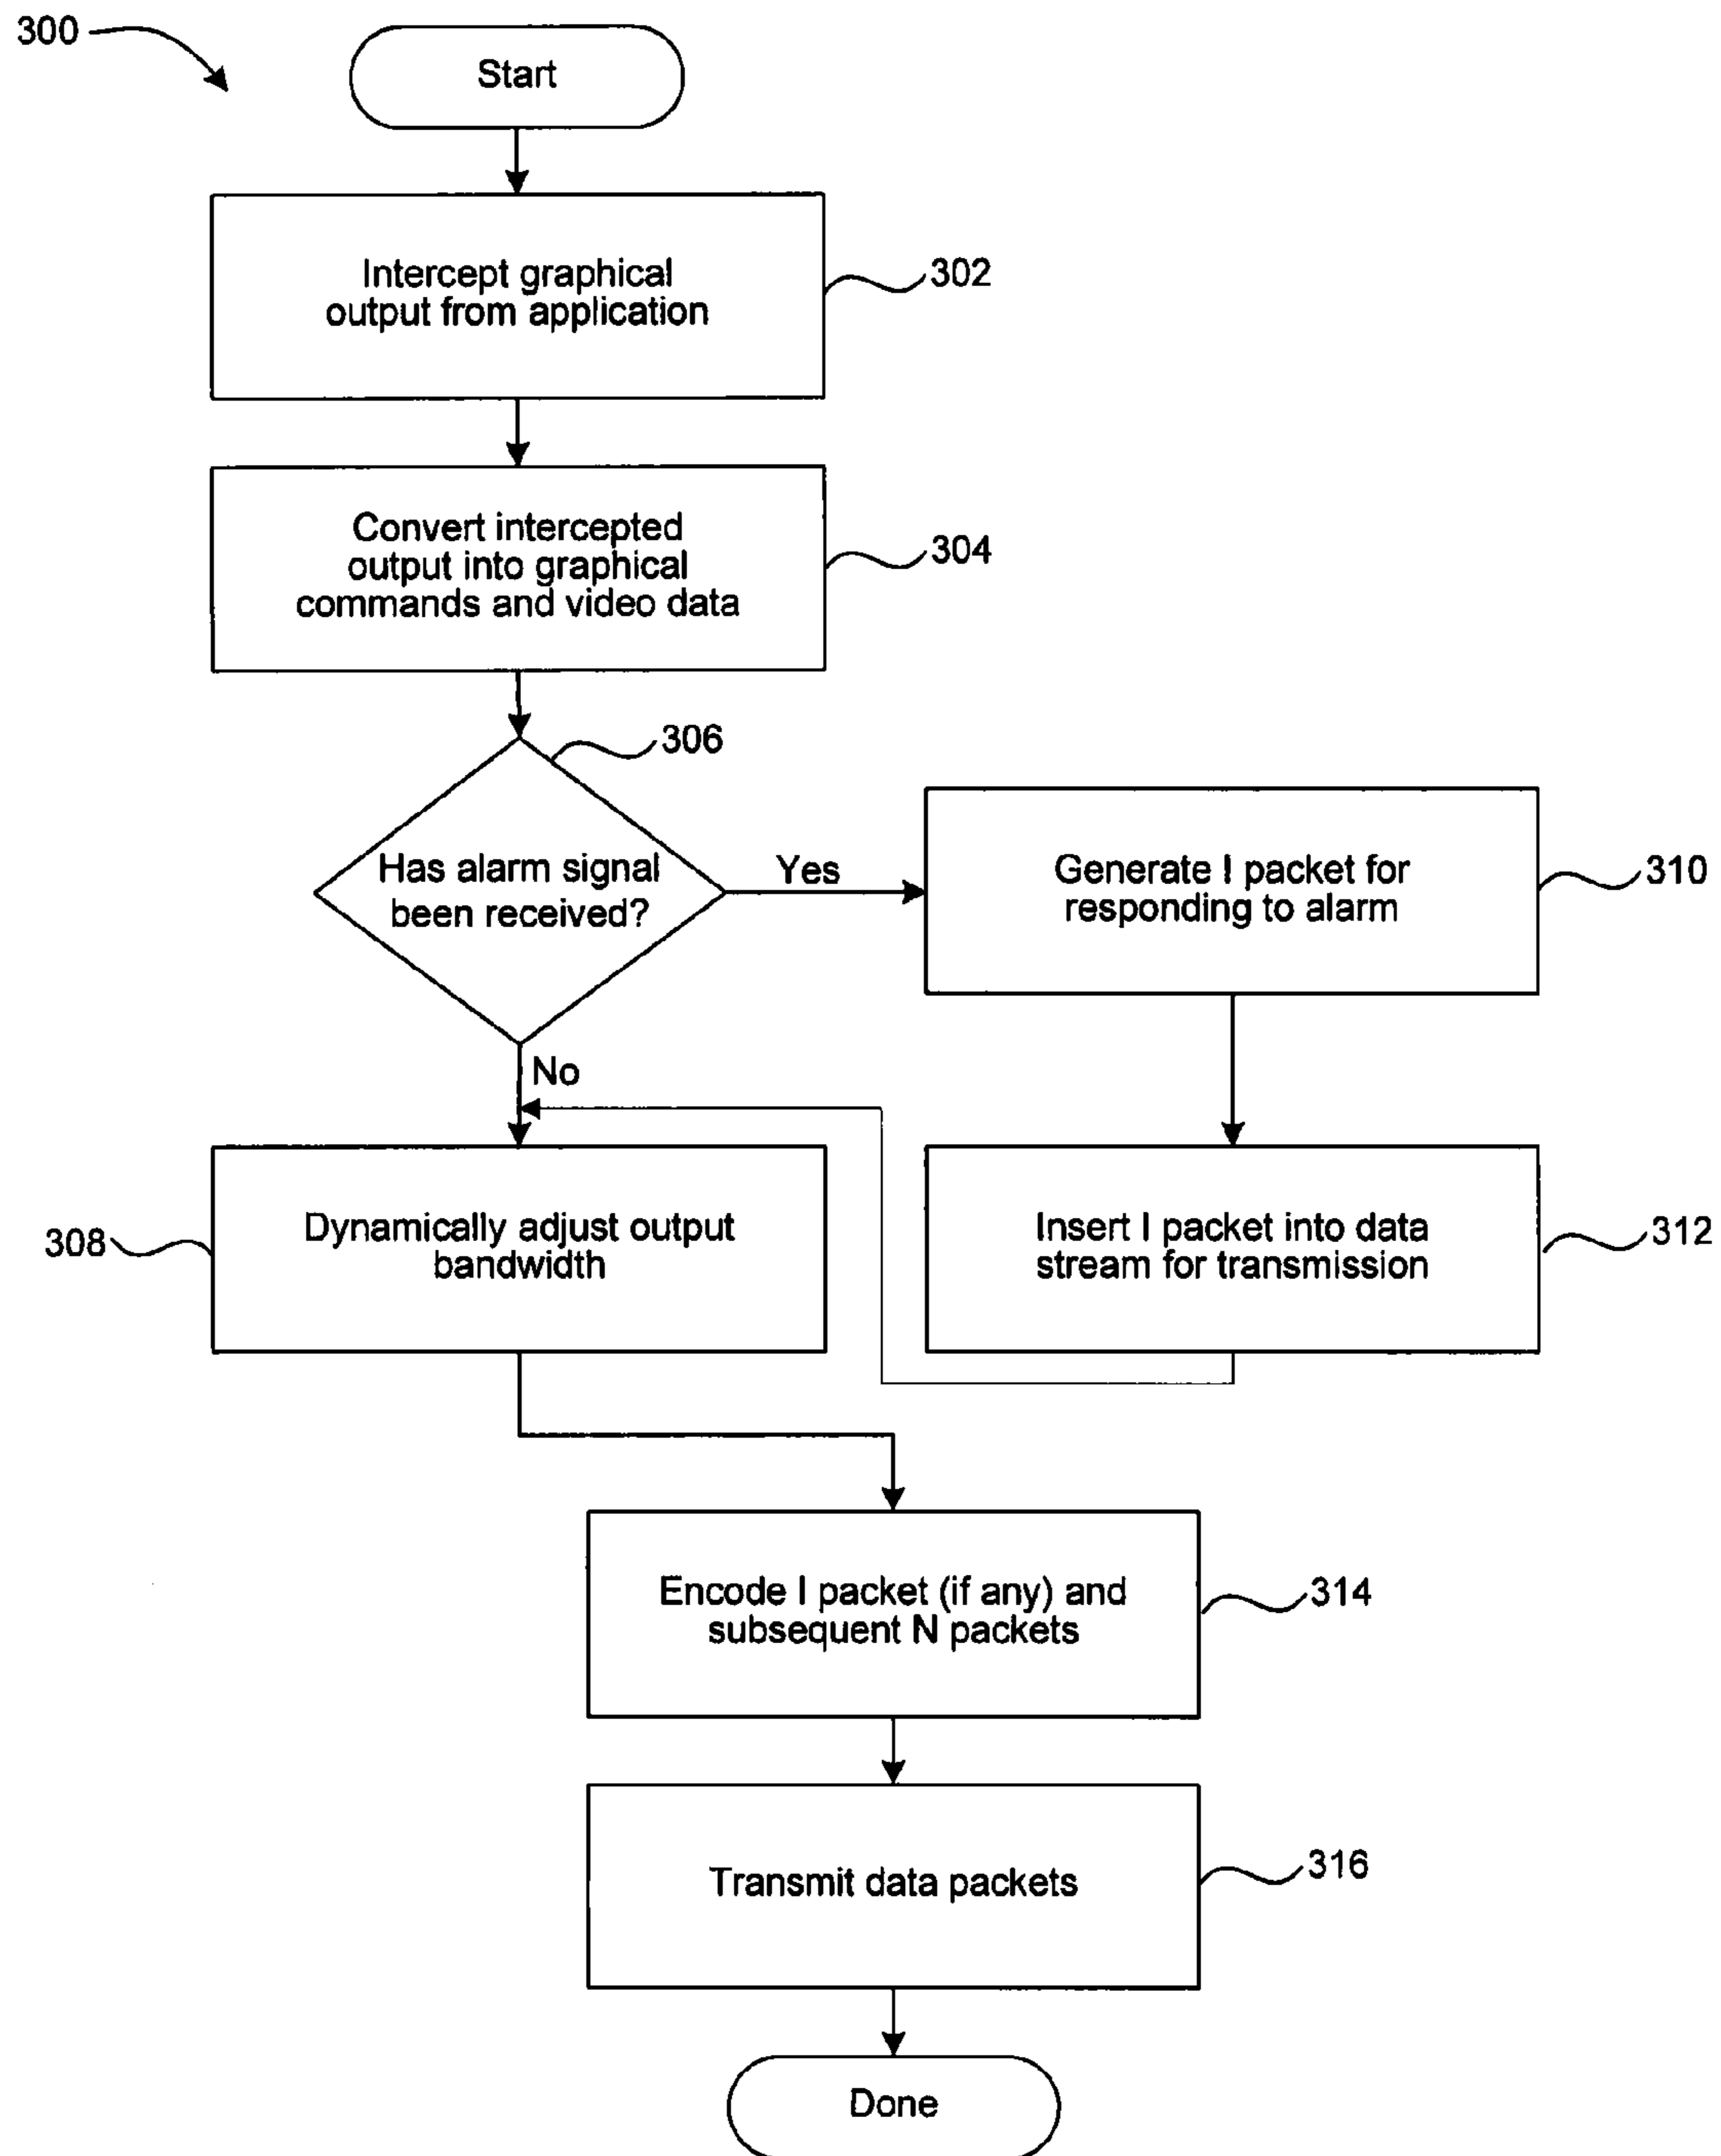 300
Start
Intercept graphical
output from application
302
Convert intercepted
output into graphical
commands and video data
304
306
Has alarm signal
been received?
Yes
Generate I packet for
responding to alarm
310
No
308
Dynamically adjust output
bandwidth
Insert I packet into data
stream for transmission
312
Encode I packet (if any) and
subsequent N packets
314
Transmit data packets
316
Done